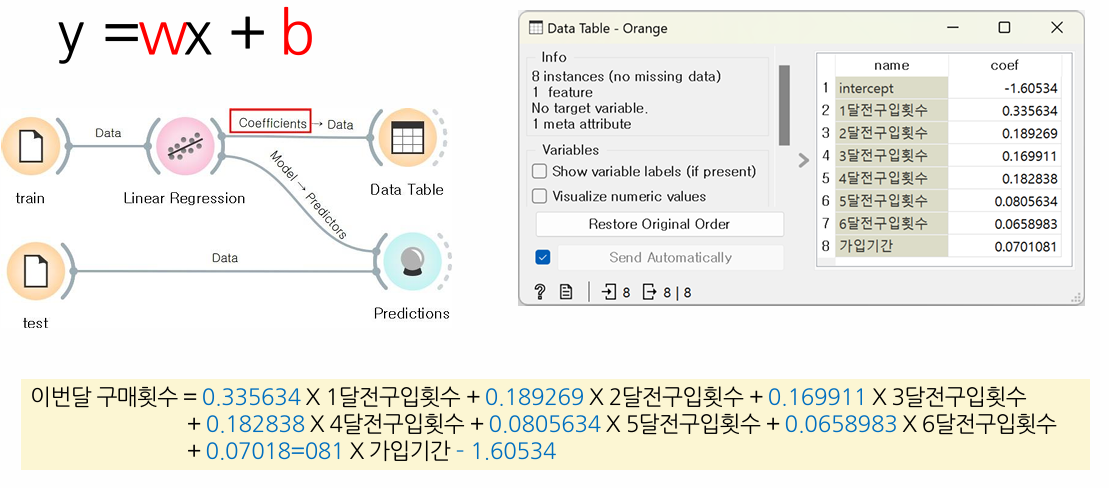 y =wx + b
Data
Coefficients → Data
Model → Predictors
train
Linear Regression
Data Table
Data
test
Predictions
Data Table - Orange
Info
8 instances (no missing data)
1 feature
No target variable.
1 meta attribute
Variables
Show variable labels (if present)
Visualize numeric values
Restore Original Order
Send Automatically
? 8 8 | 8
name coef
1 intercept -1.60534
2 1달전구입횟수 0.335634
3 2달전구입횟수 0.189269
4 3달전구입횟수 0.169911
5 4달전구입횟수 0.182838
6 5달전구입횟수 0.0805634
7 6달전구입횟수 0.0658983
8 가입기간 0.0701081
이번달 구매횟수 = 0.335634 X 1달전구입횟수 + 0.189269 X 2달전구입횟수 + 0.169911 X 3달전구입횟수
+ 0.182838 X 4달전구입횟수 + 0.0805634 X 5달전구입횟수 + 0.0658983 X 6달전구입횟수
+ 0.07018=081 X 가입기간 - 1.60534